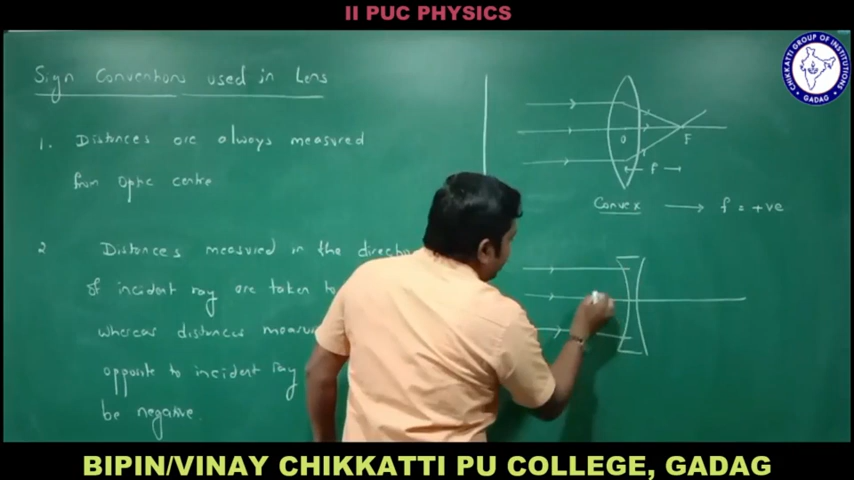 II PUC PHYSICS
CHIKKATTI GROUP OF INSTITUTIONS
• GADAG •
Sign Conventions used in Lens
1. Distances are always measured
from Optic centre
2 Distances measured in the directio
of incident ray are taken to
whereas distances measu
opposite to incident ray
be negative.
O
F
f
Convex → f = +ve
BIPIN/VINAY CHIKKATTI PU COLLEGE, GADAG